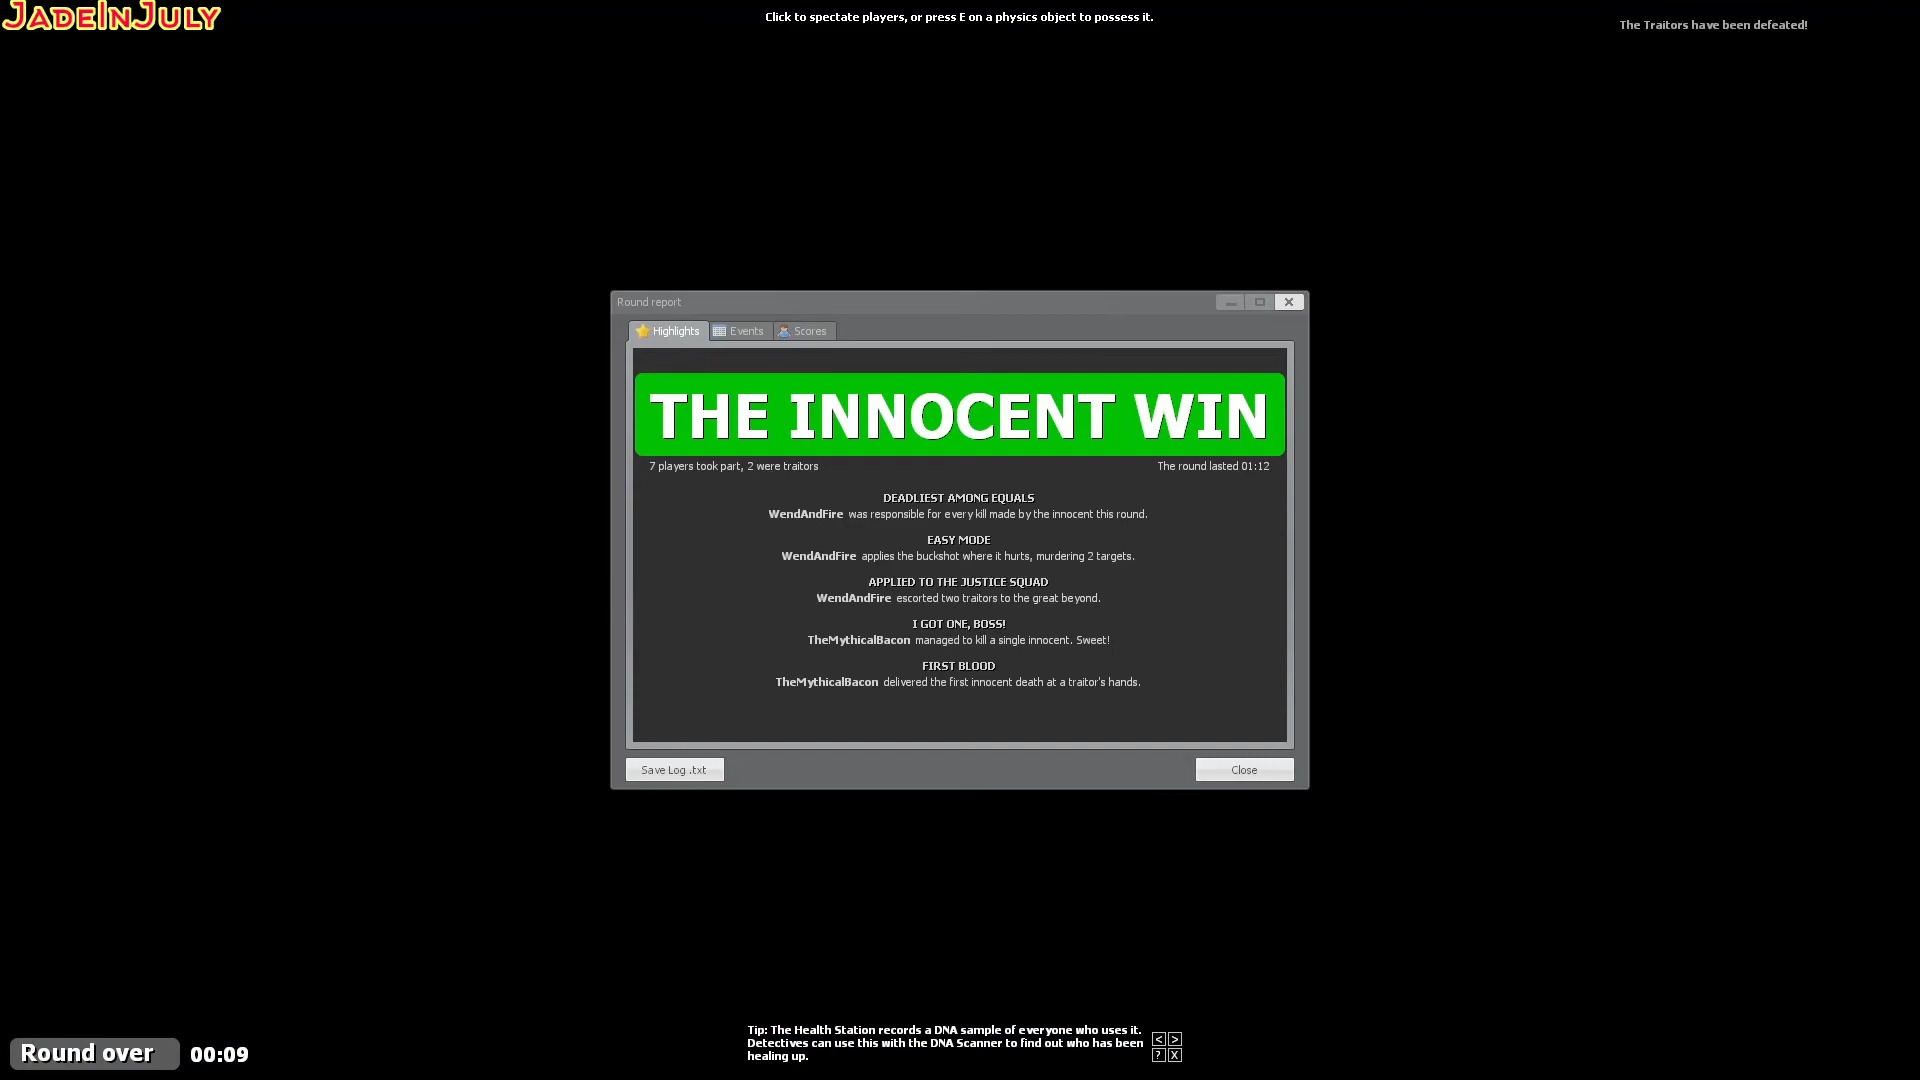 JadeInJuly
Click to spectate players, or press E on a physics object to possess it.
The Traitors have been defeated!
Round report
Highlights Events Scores
THE INNOCENT WIN
7 players took part, 2 were traitors
The round lasted 01:12
DEADLIEST AMONG EQUALS
WendAndFire was responsible for every kill made by the innocent this round.
EASY MODE
WendAndFire applies the buckshot where it hurts, murdering 2 targets.
APPLIED TO THE JUSTICE SQUAD
WendAndFire escorted two traitors to the great beyond.
I GOT ONE, BOSS!
TheMythicalBacon managed to kill a single innocent. Sweet!
FIRST BLOOD
TheMythicalBacon delivered the first innocent death at a traitor's hands.
Save Log .txt
Close
Tip: The Health Station records a DNA sample of everyone who uses it.
Detectives can use this with the DNA Scanner to find out who has been
healing up.
< >
? X
Round over 00:09